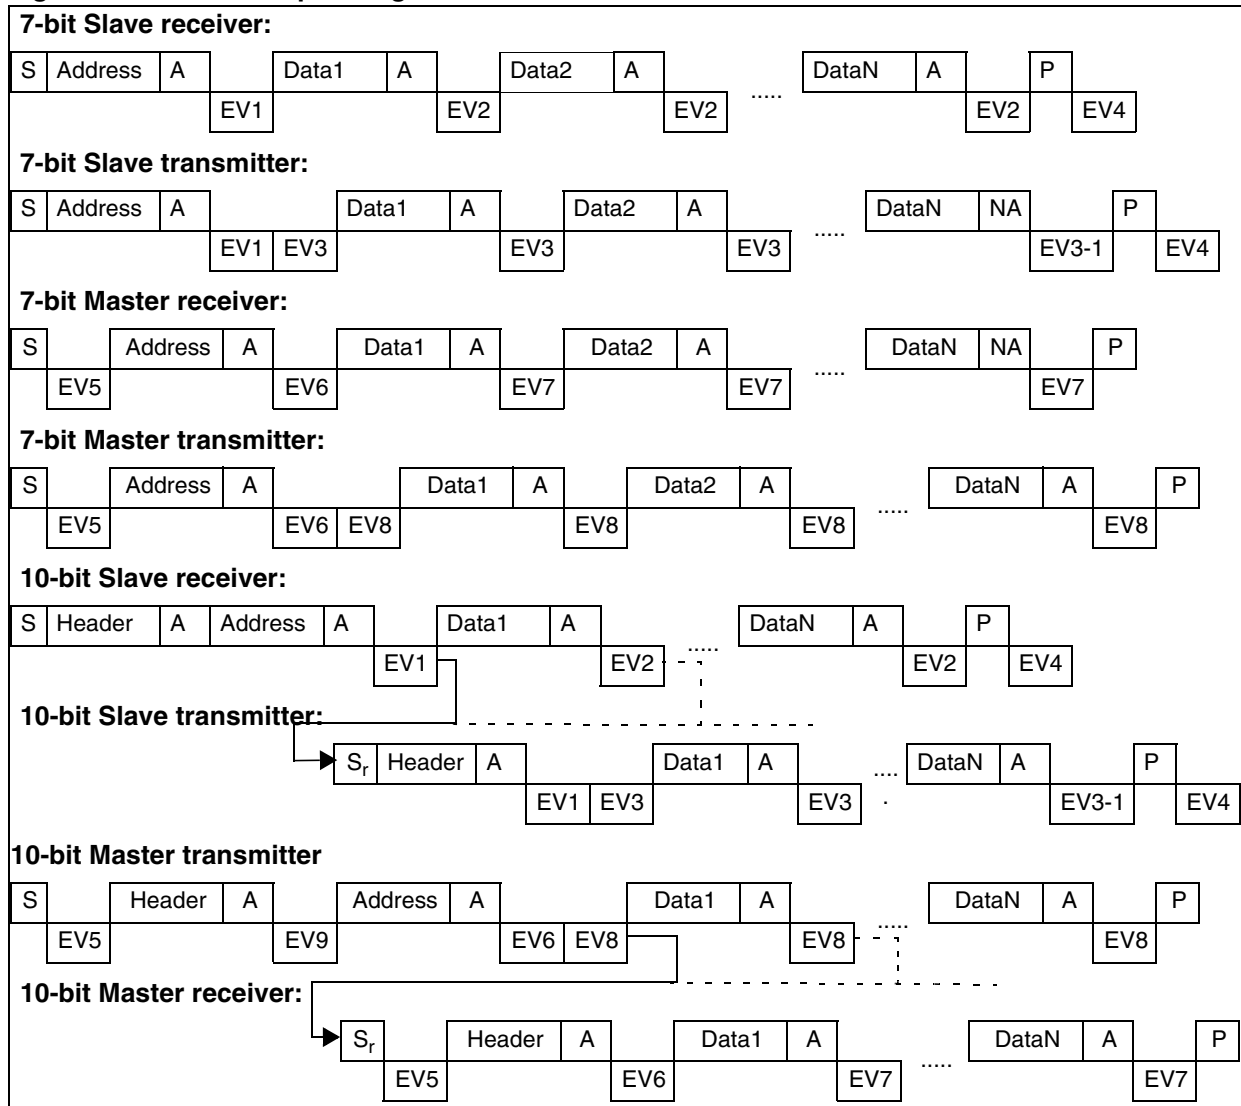 7-bit Slave receiver:
S Address A Data1 A Data2 A ..... DataN A P
EV1 EV2 EV2 EV2 EV4
7-bit Slave transmitter:
S Address A Data1 A Data2 A ..... DataN NA P
EV1 EV3 EV3 EV3 EV3-1 EV4
7-bit Master receiver:
S Address A Data1 A Data2 A ..... DataN NA P
EV5 EV6 EV7 EV7 EV7
7-bit Master transmitter:
S Address A Data1 A Data2 A ..... DataN A P
EV5 EV6 EV8 EV8 EV8 EV8
10-bit Slave receiver:
S Header A Address A Data1 A ..... DataN A P
EV1 EV2 EV2 EV4
10-bit Slave transmitter:
Sr Header A Data1 A .... DataN A P
EV1 EV3 EV3 . EV3-1 EV4
10-bit Master transmitter
S Header A Address A Data1 A ..... DataN A P
EV5 EV9 EV6 EV8 EV8 EV8
10-bit Master receiver:
Sr Header A Data1 A ..... DataN A P
EV5 EV6 EV7 EV7